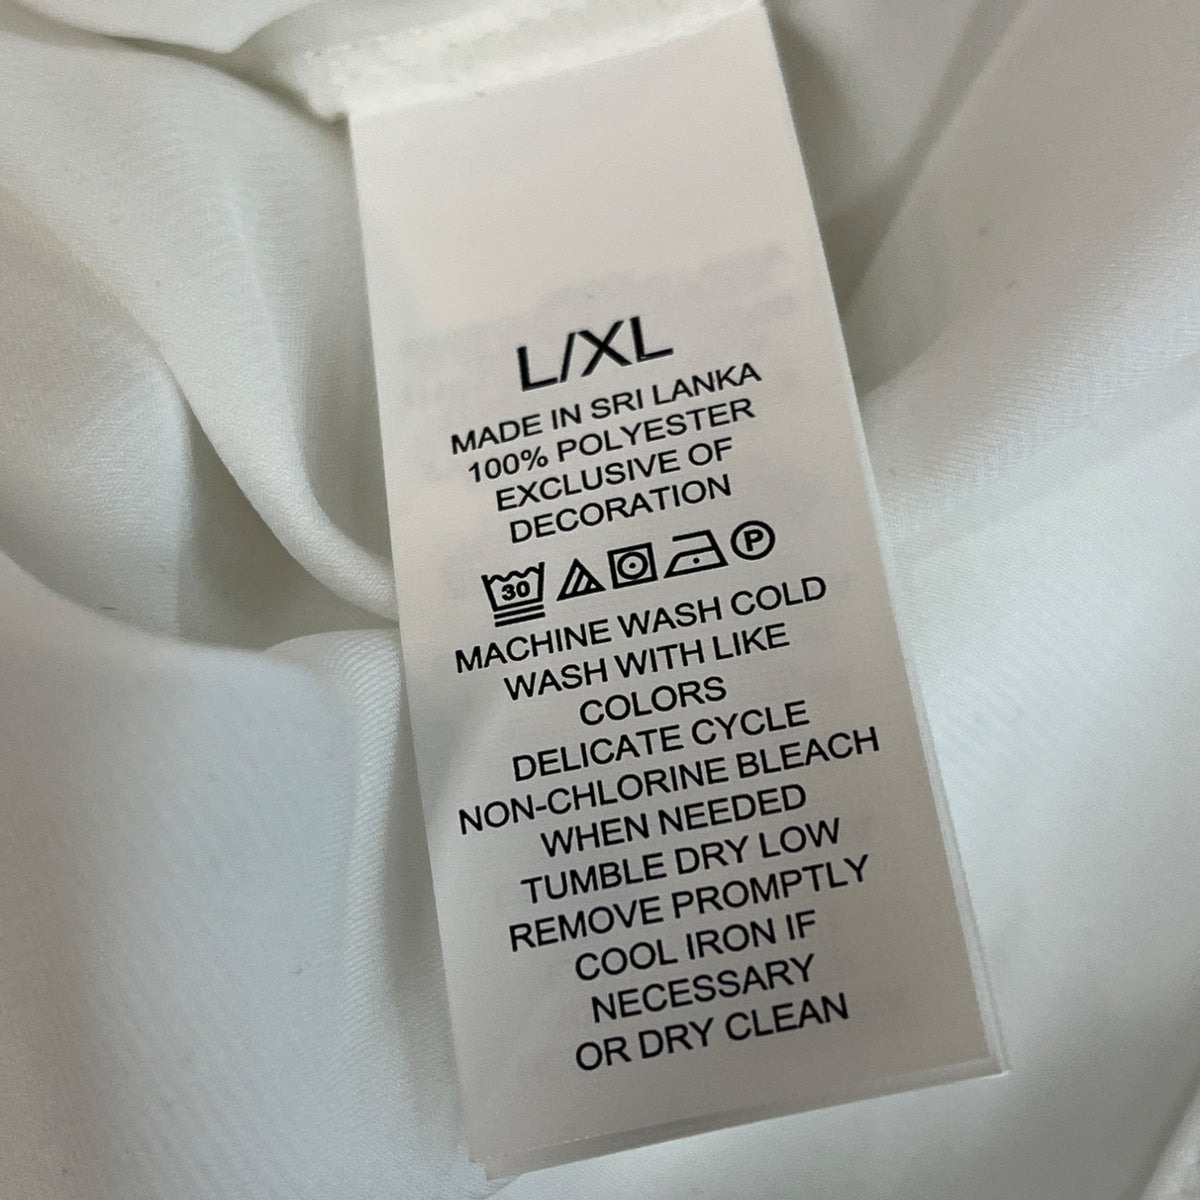 L/XL
MADE IN SRI LANKA
100% POLYESTER
EXCLUSIVE OF
DECORATION
30 P
MACHINE WASH COLD
WASH WITH LIKE
COLORS
DELICATE CYCLE
NON-CHLORINE BLEACH
WHEN NEEDED
TUMBLE DRY LOW
REMOVE PROMPTLY
COOL IRON IF
NECESSARY
OR DRY CLEAN